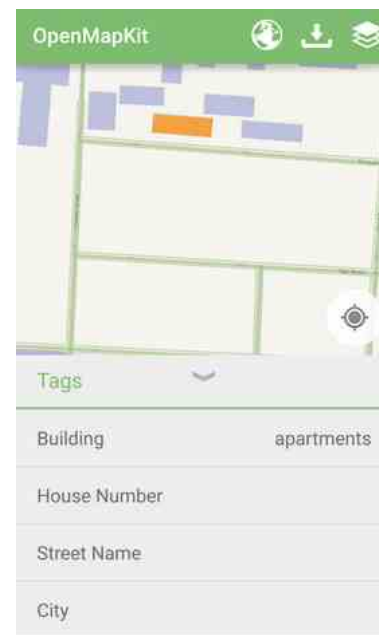 OpenMapKit
Tags
Building apartments
House Number
Street Name
City